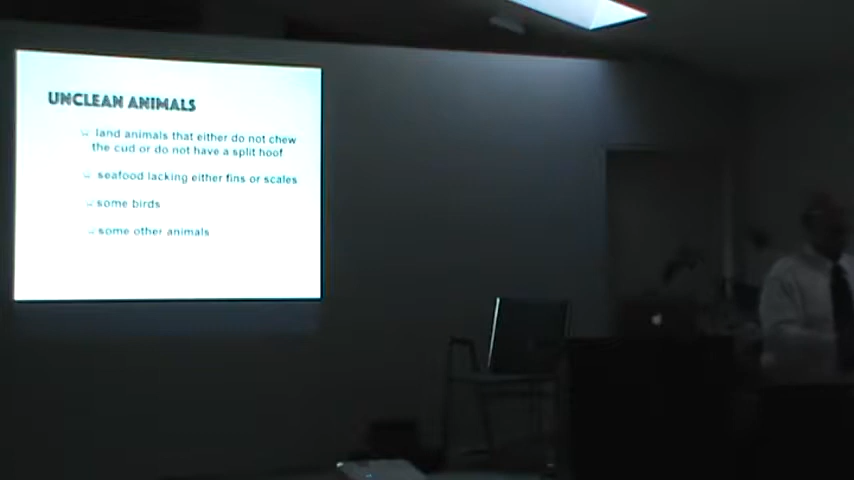 UNCLEAN ANIMALS
land animals that either do not chew
the cud or do not have a split hoof
seafood lacking either fins or scales
some birds
some other animals